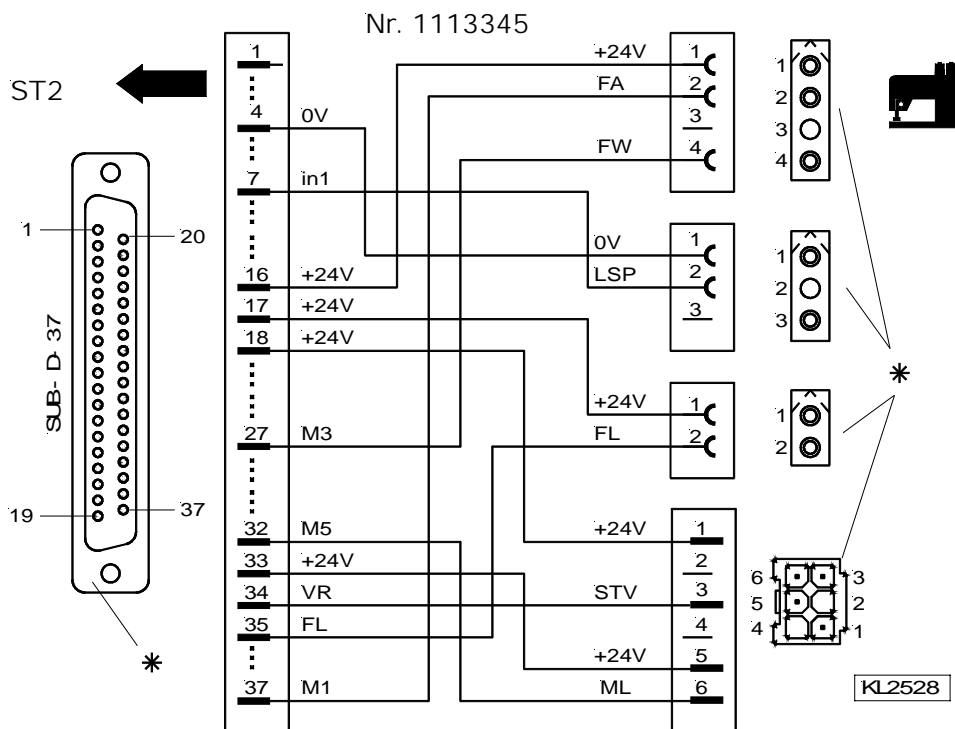 Nr. 1113345
ST2
SUB- D- 37
1
20
19
37
1
4 0V
7 in1
16 +24V
17 +24V
18 +24V
27 M3
32 M5
33 +24V
34 VR
35 FL
37 M1
+24V 1
FA 2
3
FW 4
0V 1
LSP 2
3
+24V 1
FL 2
+24V 1
2
STV 3
4
+24V 5
ML 6
1
2
3
4
1
2
3
1
2
6 3
5 2
4 1
*
*
KL2528